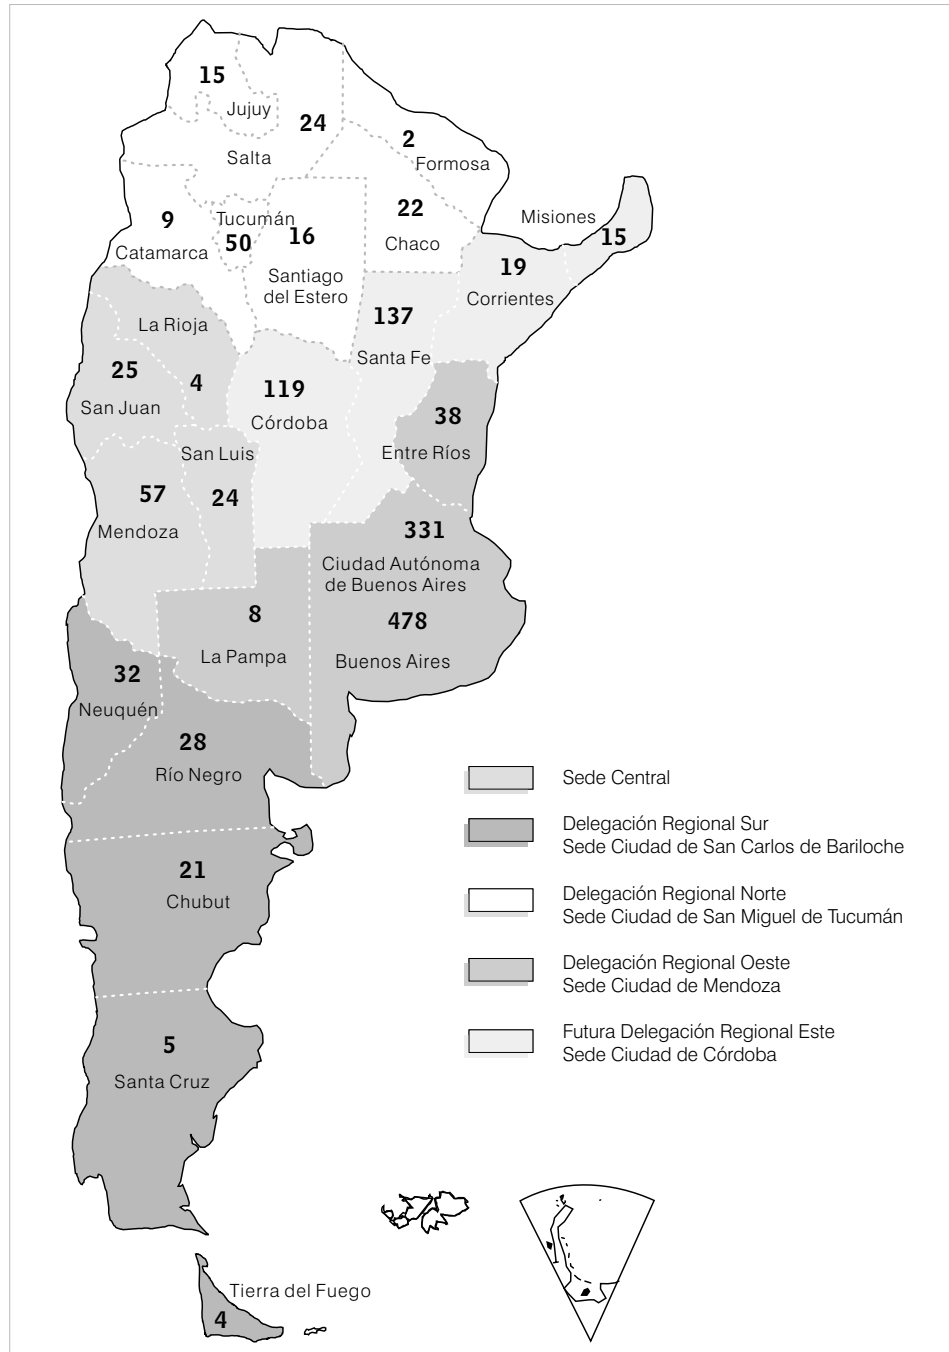 15
Jujuy
24
Salta
2
Formosa
9
Catamarca
Tucumán
50
16
Santiago
del Estero
22
Chaco
Misiones
15
19
Corrientes
La Rioja
4
25
San Juan
137
Santa Fe
119
Córdoba
38
Entre Ríos
San Luis
24
57
Mendoza
331
Ciudad Autónoma
de Buenos Aires
478
Buenos Aires
8
La Pampa
32
Neuquén
28
Río Negro
21
Chubut
5
Santa Cruz
Tierra del Fuego
4
Sede Central
Delegación Regional Sur
Sede Ciudad de San Carlos de Bariloche
Delegación Regional Norte
Sede Ciudad de San Miguel de Tucumán
Delegación Regional Oeste
Sede Ciudad de Mendoza
Futura Delegación Regional Este
Sede Ciudad de Córdoba